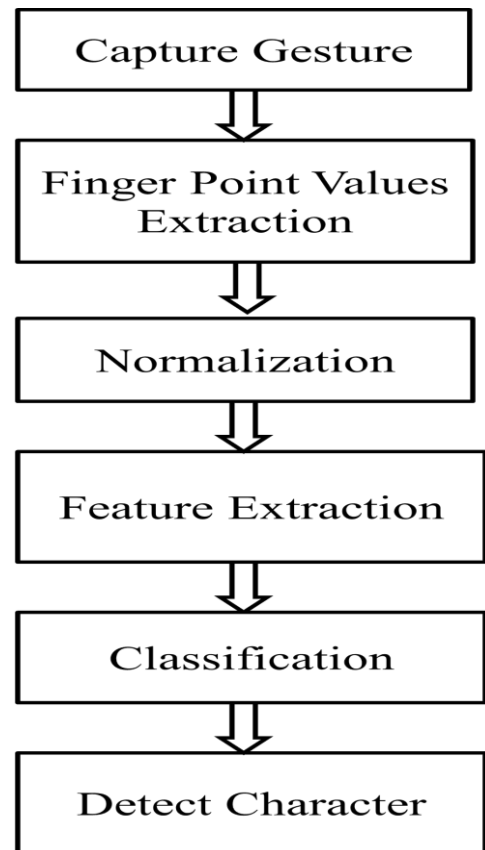 Capture Gesture
Finger Point Values
Extraction
Normalization
Feature Extraction
Classification
Detect Character